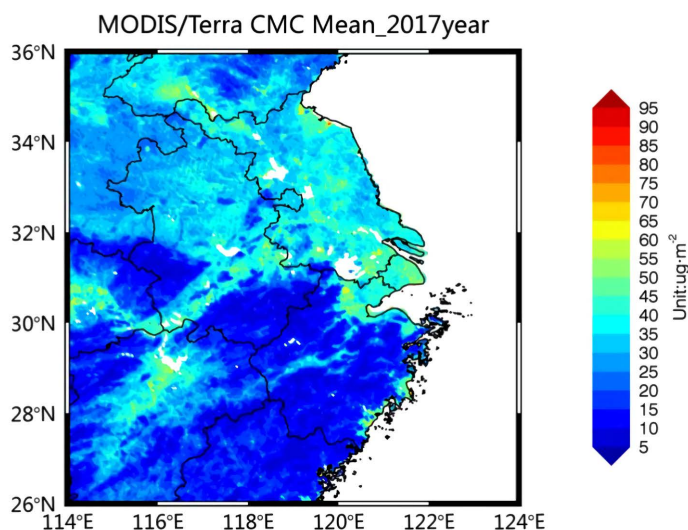 MODIS/Terra CMC Mean_2017year
36°N
34°N
32°N
30°N
28°N
26°N
114°E 116°E 118°E 120°E 122°E 124°E
95
90
85
80
75
70
65
60
55
50
45
40
35
30
25
20
15
10
5
Unit:ug·m⁻²